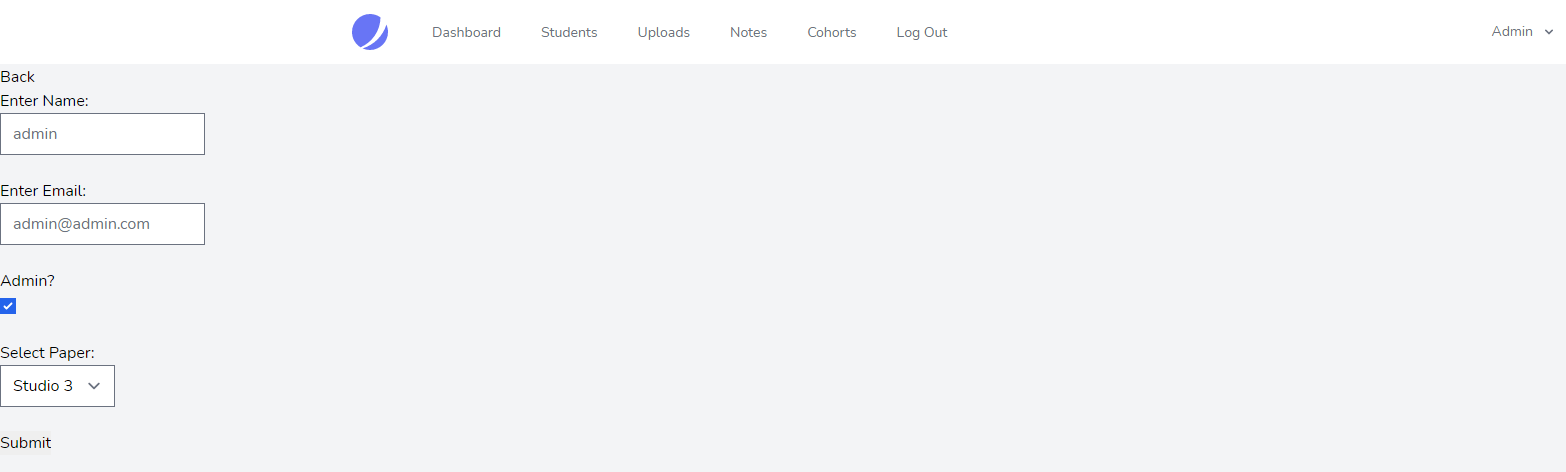 Dashboard Students Uploads Notes Cohorts Log Out Admin
Back
Enter Name:
admin
Enter Email:
admin@admin.com
Admin?
Select Paper:
Studio 3
Submit